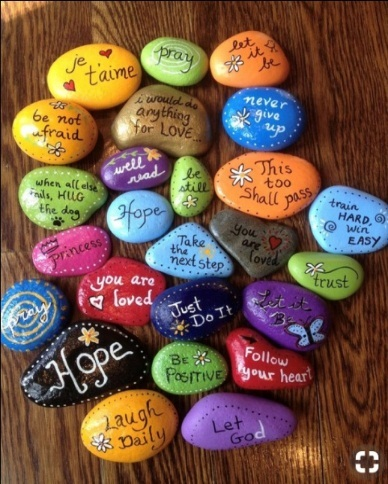 je
t'aime
pray
let
it
be
be not
afraid
i would do
anything
for LOVE...
never
give
up
well
read
when all else
fails, HUG
the dog
Hope
be
still
This
too
Shall pass
train
HARD,
win
EASY
princess
Take
the
next step
you
are
loved
trust
you are
loved
pray
Just
Do It
Let it
Be
Hope
BE
POSITIVE
Follow
your heart
Laugh
Daily
Let
God